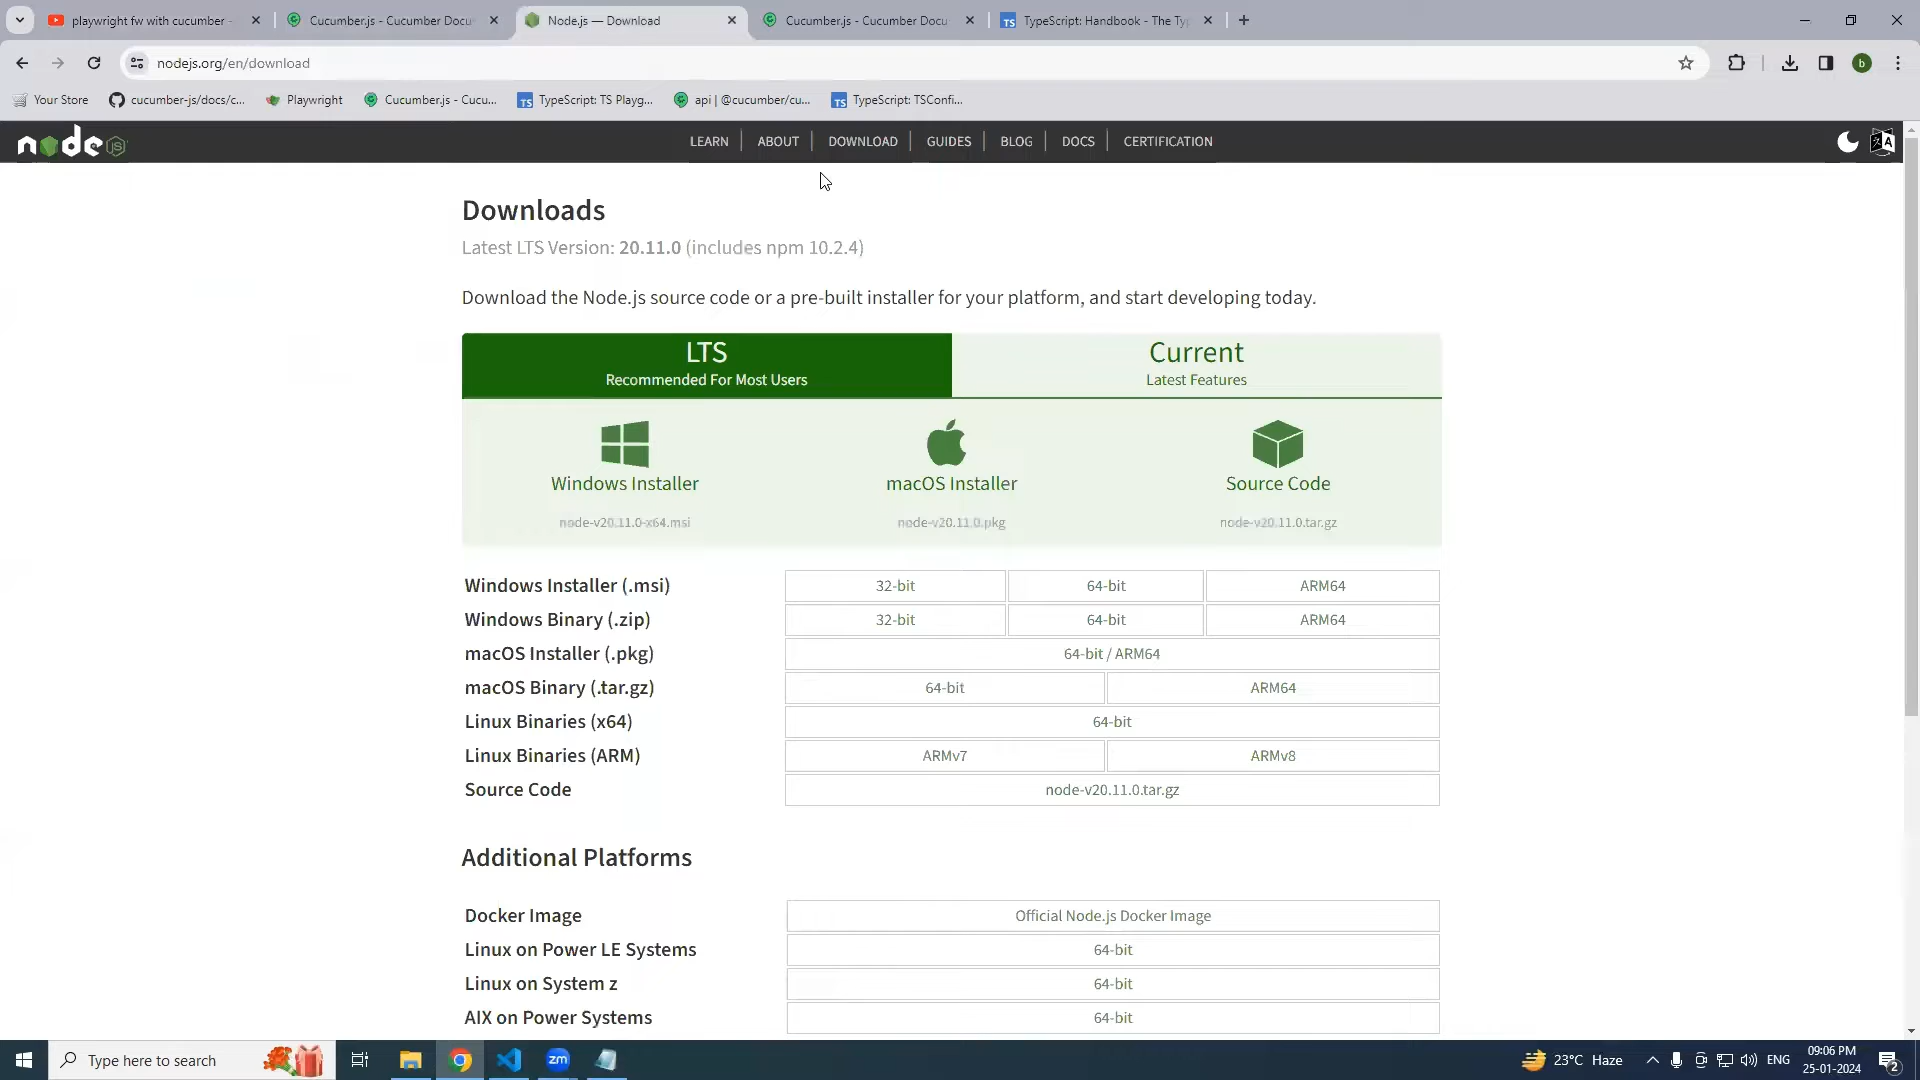 playwright fw with cucumber -
Cucumber.js - Cucumber Docu
Node.js — Download
Cucumber.js - Cucumber Docu
TypeScript: Handbook - The Ty
nodejs.org/en/download
b
Your Store
cucumber-js/docs/c...
Playwright
Cucumber.js - Cucu...
TS
TypeScript: TS Playg...
api | @cucumber/cu...
TS
TypeScript: TSConfi...
node JS
LEARN
ABOUT
DOWNLOAD
GUIDES
BLOG
DOCS
CERTIFICATION
Downloads
Latest LTS Version: 20.11.0 (includes npm 10.2.4)
Download the Node.js source code or a pre-built installer for your platform, and start developing today.
LTS
Recommended For Most Users
Current
Latest Features
Windows Installer
node-v20.11.0-x64.msi
macOS Installer
node-v20.11.0.pkg
Source Code
node-v20.11.0.tar.gz
Windows Installer (.msi) 32-bit 64-bit ARM64
Windows Binary (.zip) 32-bit 64-bit ARM64
macOS Installer (.pkg) 64-bit / ARM64
macOS Binary (.tar.gz) 64-bit ARM64
Linux Binaries (x64) 64-bit
Linux Binaries (ARM) ARMv7 ARMv8
Source Code node-v20.11.0.tar.gz
Additional Platforms
Docker Image Official Node.js Docker Image
Linux on Power LE Systems 64-bit
Linux on System z 64-bit
AIX on Power Systems 64-bit
Type here to search
zm
23°C Haze
ENG
09:06 PM
25-01-2024
2